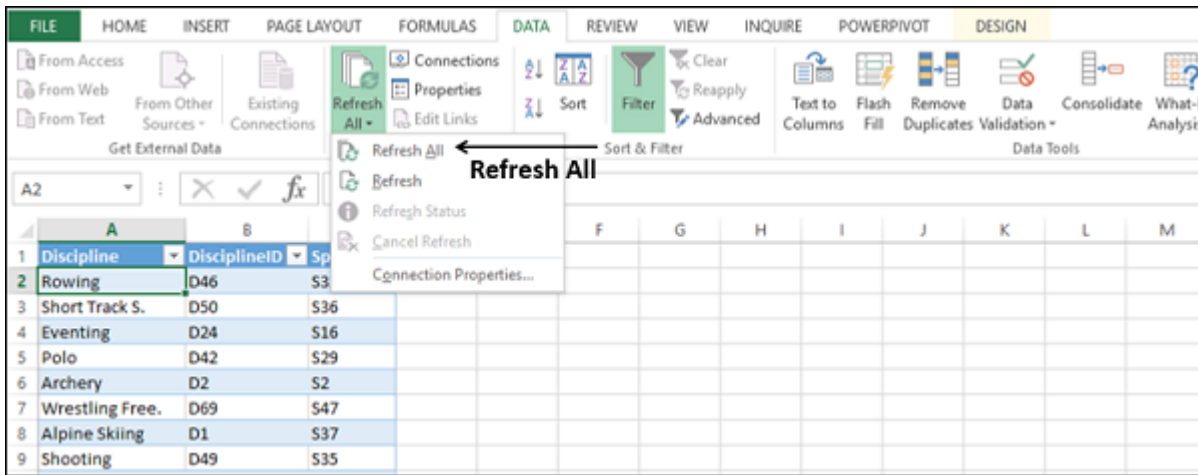 FILE HOME INSERT PAGE LAYOUT FORMULAS DATA REVIEW VIEW INQUIRE POWERPIVOT DESIGN
From Access
From Web
From Text
From Other
Sources
Existing
Connections
Get External Data
Refresh
All
Connections
Properties
Edit Links
Sort
Filter
Clear
Reapply
Advanced
Sort & Filter
Text to
Columns
Flash
Fill
Remove
Duplicates
Data
Validation
Consolidate
What-
Analysi
Data Tools
Refresh All
Refresh
Refresh Status
Cancel Refresh
Connection Properties...
Refresh All
A2 fx
A B F G H I J K L M
1 Discipline DisciplineID Sp
2 Rowing D46 S3
3 Short Track S. D50 S36
4 Eventing D24 S16
5 Polo D42 S29
6 Archery D2 S2
7 Wrestling Free. D69 S47
8 Alpine Skiing D1 S37
9 Shooting D49 S35